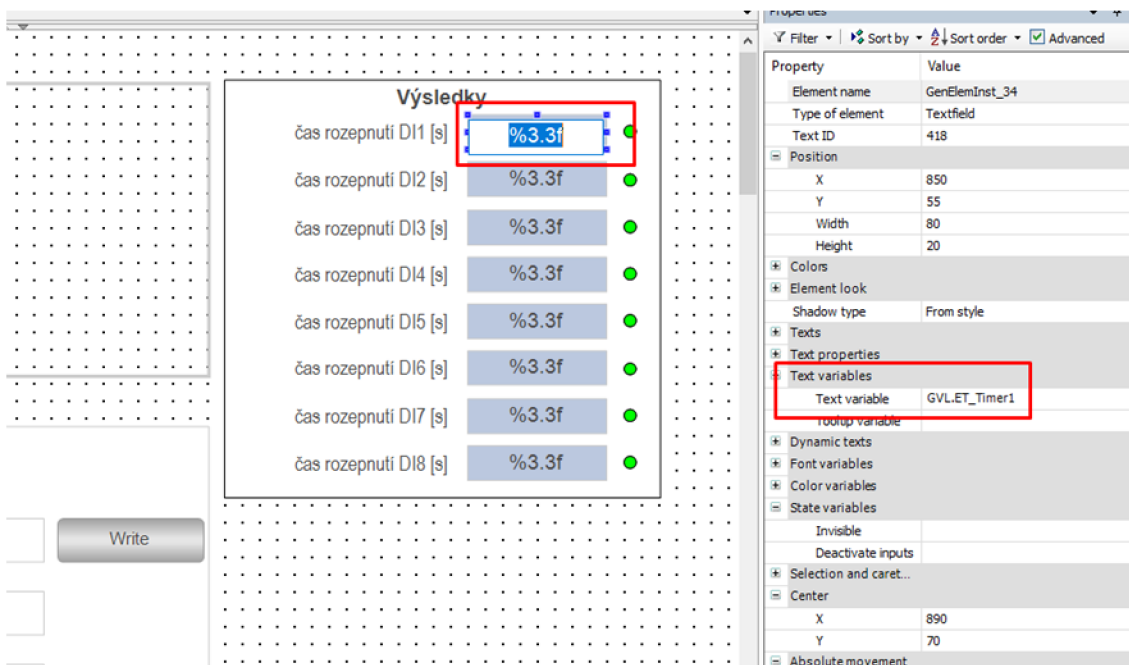 Properties
Filter Sort by Sort order Advanced
Property Value
Element name GenElemInst_34
Type of element Textfield
Text ID 418
Position
X 850
Y 55
Width 80
Height 20
Colors
Element look
Shadow type From style
Texts
Text properties
Text variables
Text variable GVL.ET_Timer1
Tooltip variable
Dynamic texts
Font variables
Color variables
State variables
Invisible
Deactivate inputs
Selection and caret...
Center
X 890
Y 70
Absolute movement
Výsledky
čas rozepnutí DI1 [s] %3.3f
čas rozepnutí DI2 [s] %3.3f
čas rozepnutí DI3 [s] %3.3f
čas rozepnutí DI4 [s] %3.3f
čas rozepnutí DI5 [s] %3.3f
čas rozepnutí DI6 [s] %3.3f
čas rozepnutí DI7 [s] %3.3f
čas rozepnutí DI8 [s] %3.3f
Write